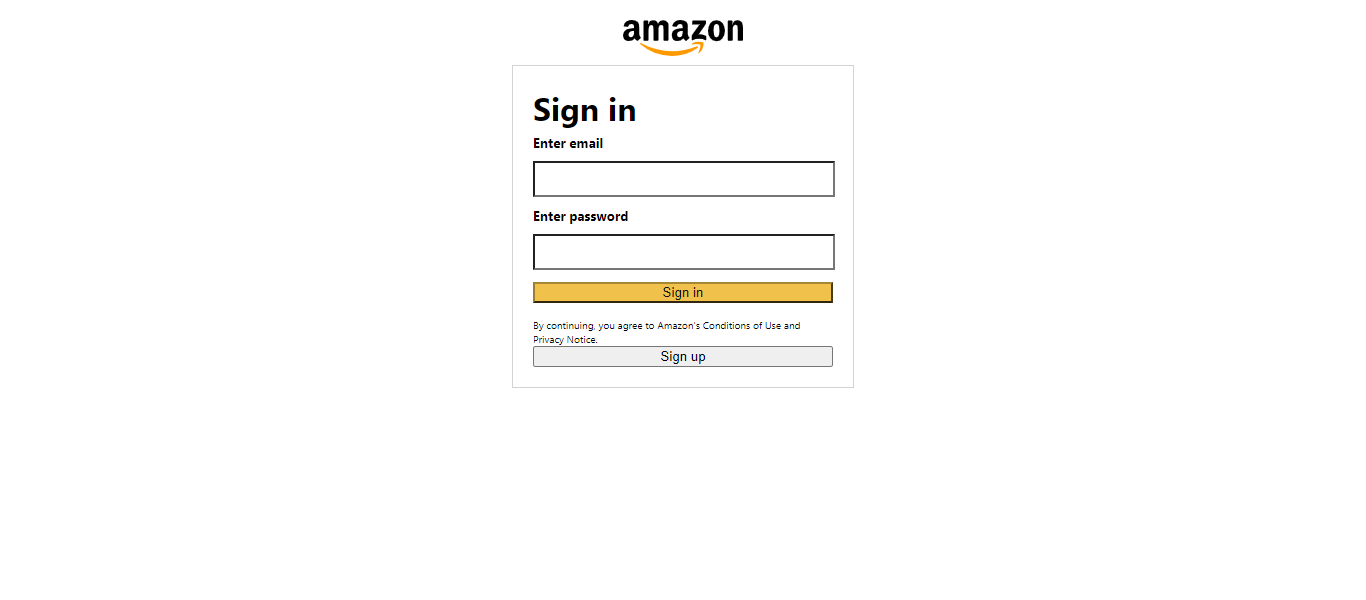 amazon
Sign in
Enter email
Enter password
Sign in
By continuing, you agree to Amazon's Conditions of Use and
Privacy Notice.
Sign up